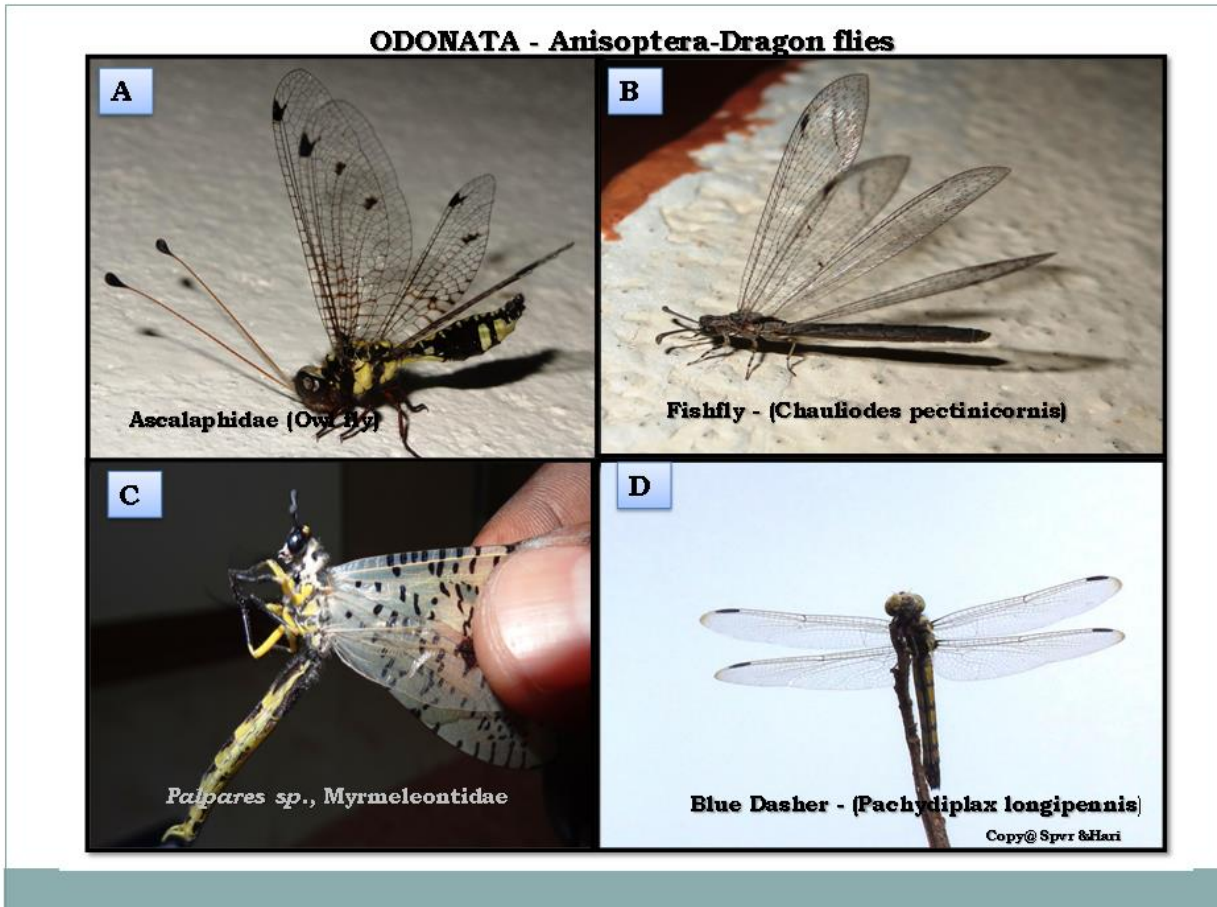 ODONATA - Anisoptera-Dragon flies
A
B
Ascalaphidae (Owl fly)
Fishfly - (Chauliodes pectinicornis)
C
D
Palpares sp., Myrmeleontidae
Blue Dasher - (Pachydiplax longipennis)
Copy@ Spvr &Hari